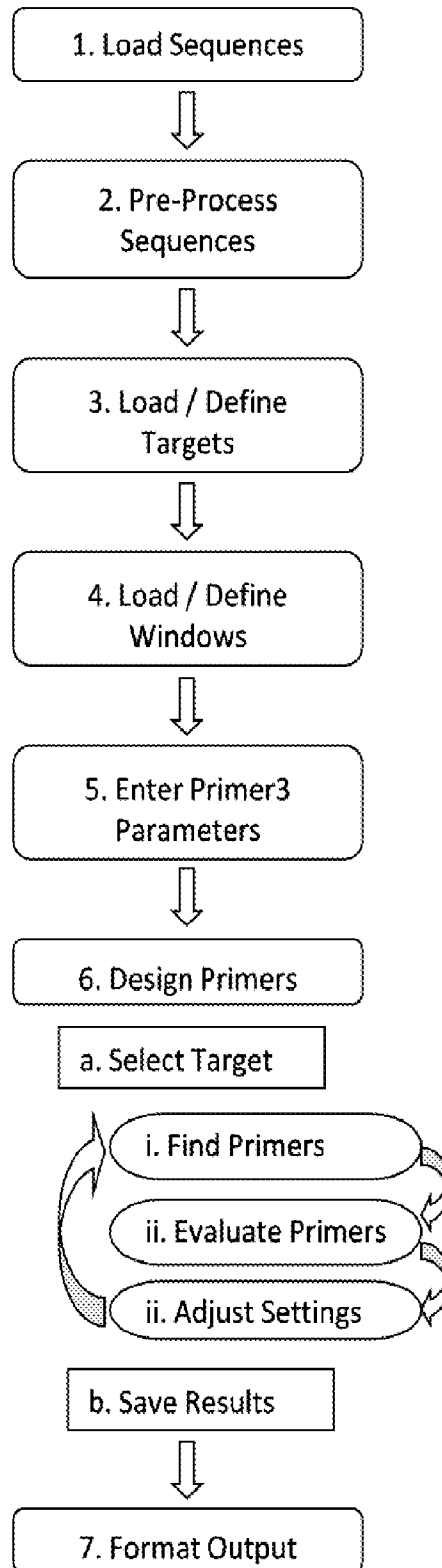 1. Load Sequences
2. Pre-Process
Sequences
3. Load / Define
Targets
4. Load / Define
Windows
5. Enter Primer3
Parameters
6. Design Primers
a. Select Target
i. Find Primers
ii. Evaluate Primers
ii. Adjust Settings
b. Save Results
7. Format Output